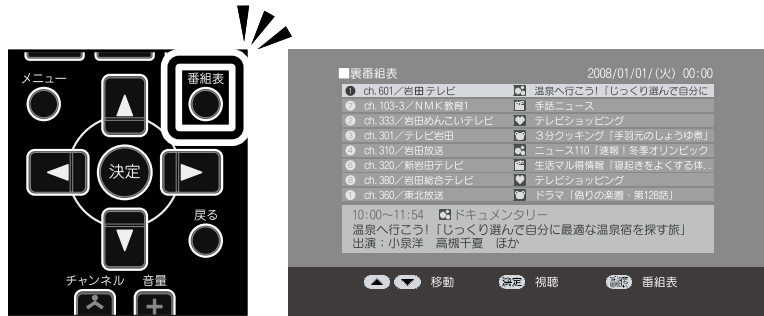 メニュー
番組表
決定
戻る
チャンネル
音量
■裏番組表 2008/01/01/(火) 00:00
❶ ch. 601／岩田テレビ 温泉へ行こう!「じっくり選んで自分に
❼ ch. 103-3／NMK教育1 手話ニュース
❷ ch. 333／岩田めんこいテレビ テレビショッピング
❸ ch. 301／テレビ岩田 3分クッキング「手羽元のしょうゆ煮」
❹ ch. 310／岩田放送 ニュース110「速報！冬季オリンピック
❺ ch. 320／新岩田テレビ 生活マル得情報「寝起きをよくする体..
❻ ch. 380／岩田総合テレビ テレビショッピング
❶ ch. 360／東北放送 ドラマ「偽りの楽園・第128話」
10:00～11:54 ドキュメンタリー
温泉へ行こう!「じっくり選んで自分に最適な温泉宿を探す旅」
出演：小泉洋 高槻千夏 ほか
移動 決定 視聴 番組表 番組表